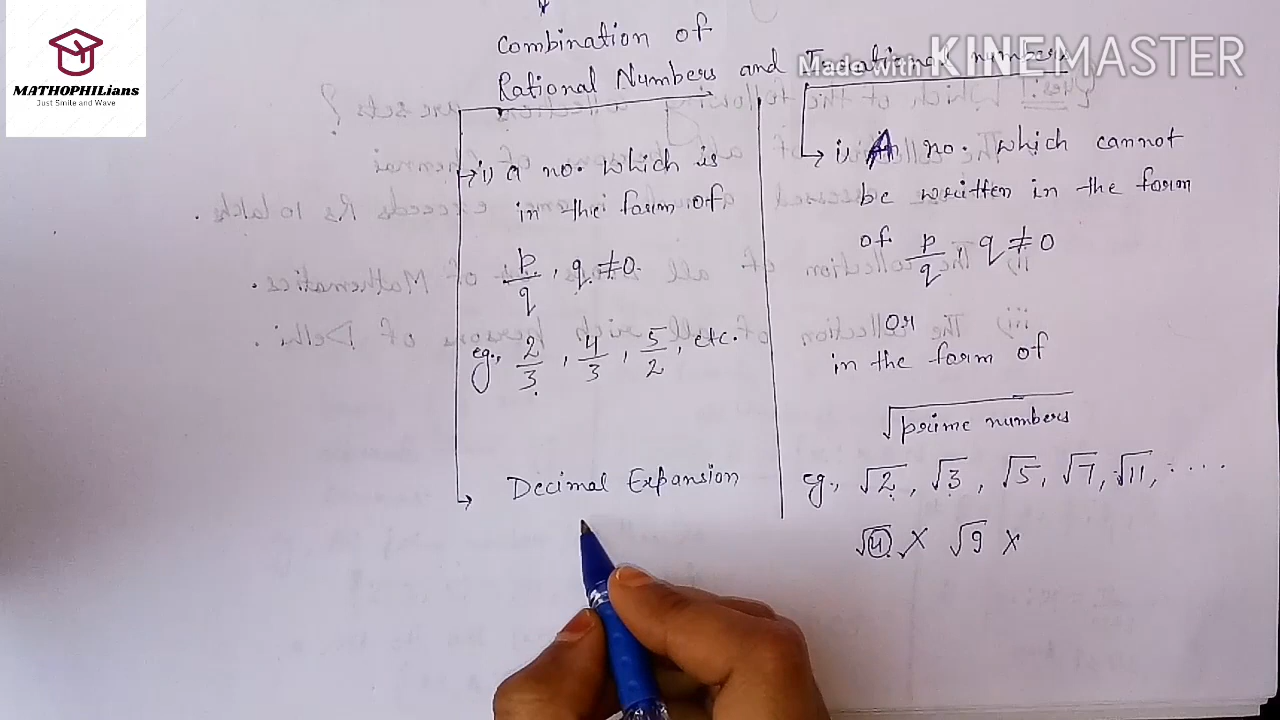 MATHOPHILians
Just Smile and Wave
Made with KINEMASTER
Combination of
Rational Numbers and Irrational numbers
i) a no. which is
in the form of
p/q, q ≠ 0.
eg., 2/3, 4/3, 5/2, etc.
Decimal Expansion
i) A no. which cannot
be written in the form
of p/q, q ≠ 0
OR
in the form of
√prime numbers
eg., √2, √3, √5, √7, √11, ....
√4 × √9 ×